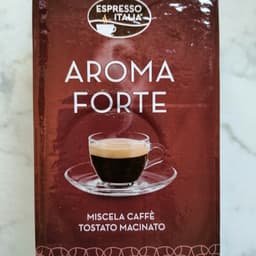 ESPRESSO
ITALIA
AROMA
FORTE
MISCELA CAFFÈ
TOSTATO MACINATO